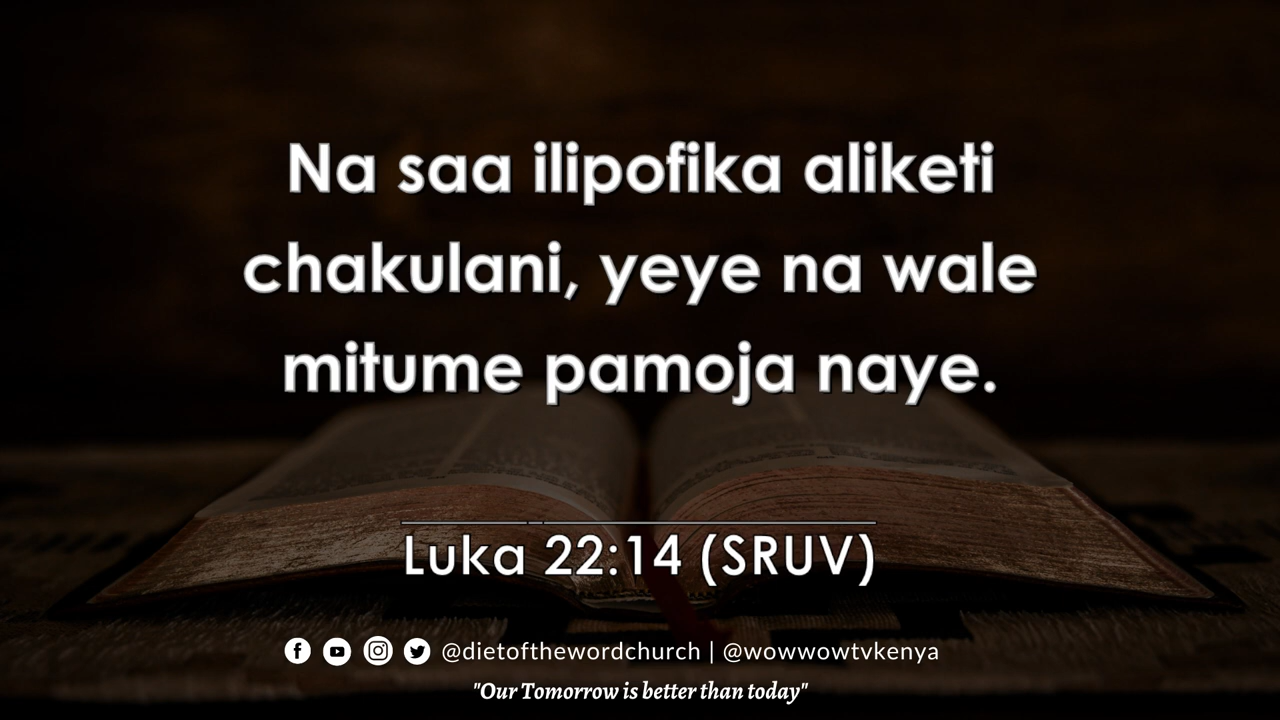 Na saa ilipofika aliketi
chakulani, yeye na wale
mitume pamoja naye.
Luka 22:14 (SRUV)
@dietofthewordchurch | @wowwowtvkenya
"Our Tomorrow is better than today"